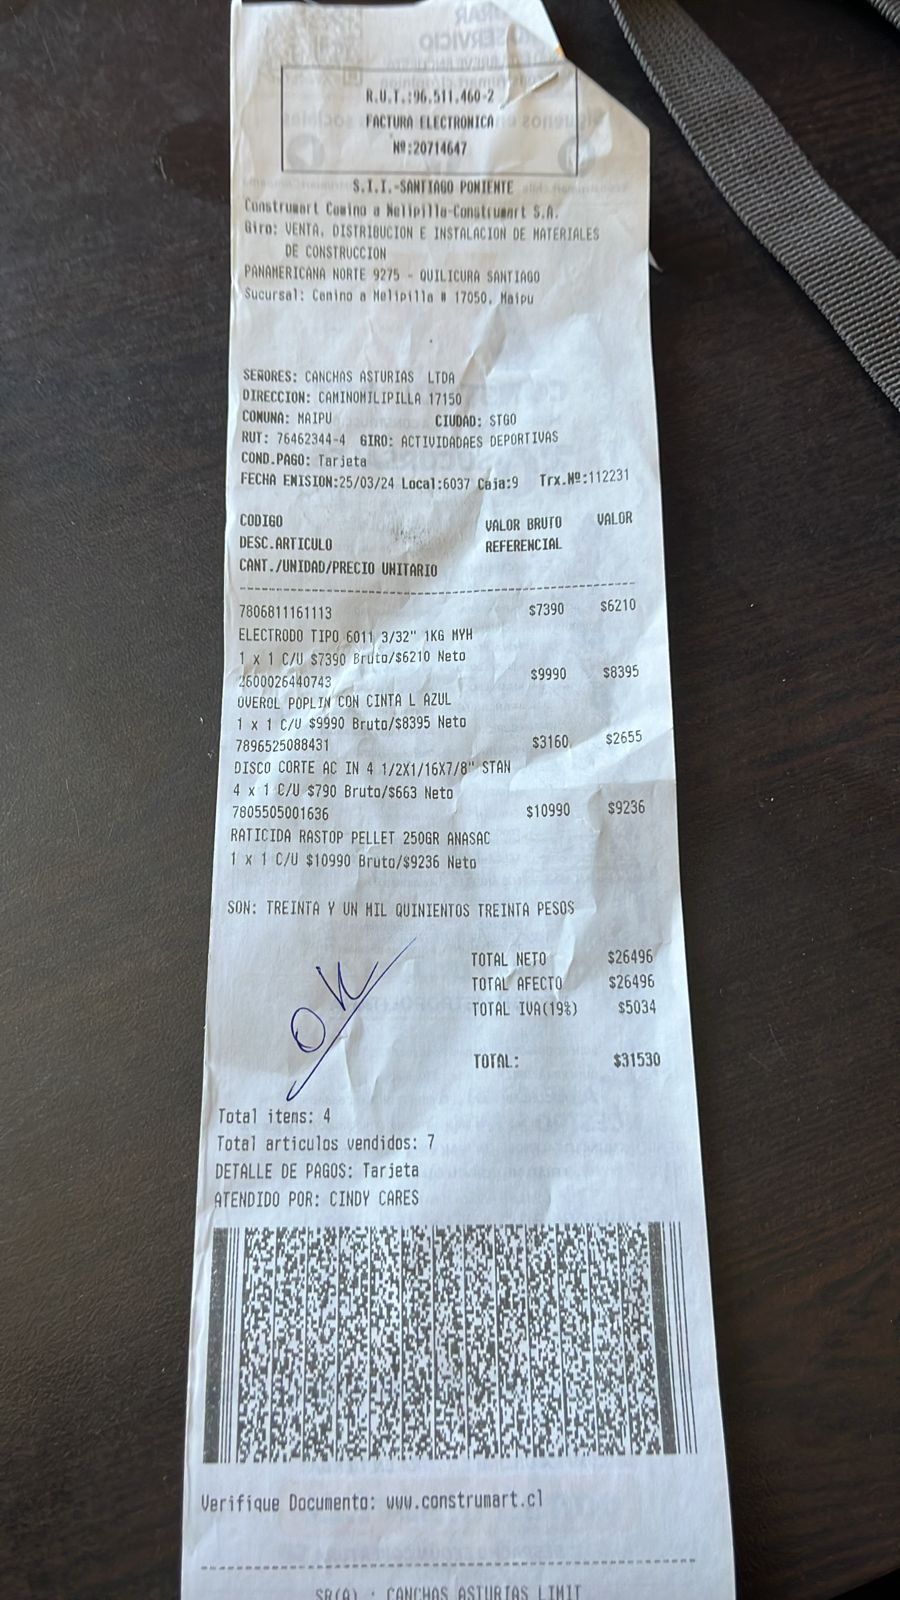 R.U.T.:96.511.460-2
FACTURA ELECTRONICA
Nº:20714647
S.I.I.-SANTIAGO PONIENTE
Construmart Camino a Melipilla-Construmart S.A.
Giro: VENTA, DISTRIBUCION E INSTALACION DE MATERIALES
DE CONSTRUCCION
PANAMERICANA NORTE 9275 - QUILICURA SANTIAGO
Sucursal: Camino a Melipilla # 17050, Maipu
SEÑORES: CANCHAS ASTURIAS LTDA
DIRECCION: CAMINOMILIPILLA 17150
COMUNA: MAIPU CIUDAD: STGO
RUT: 76462344-4 GIRO: ACTIVIDADAES DEPORTIVAS
COND.PAGO: Tarjeta
FECHA EMISION:25/03/24 Local:6037 Caja:9 Trx.Nº:112231
CODIGO VALOR BRUTO VALOR
DESC.ARTICULO REFERENCIAL
CANT./UNIDAD/PRECIO UNITARIO
7806811161113 $7390 $6210
ELECTRODO TIPO 6011 3/32" 1KG MYH
1 x 1 C/U $7390 Bruto/$6210 Neto
2600026440743 $9990 $8395
OVEROL POPLIN CON CINTA L AZUL
1 x 1 C/U $9990 Bruto/$8395 Neto
7896525088431 $3160 $2655
DISCO CORTE AC IN 4 1/2X1/16X7/8" STAN
4 x 1 C/U $790 Bruto/$663 Neto
7805505001636 $10990 $9236
RATICIDA RASTOP PELLET 250GR ANASAC
1 x 1 C/U $10990 Bruto/$9236 Neto
SON: TREINTA Y UN MIL QUINIENTOS TREINTA PESOS
TOTAL NETO $26496
TOTAL AFECTO $26496
TOTAL IVA(19%) $5034
OK
TOTAL: $31530
Total items: 4
Total articulos vendidos: 7
DETALLE DE PAGOS: Tarjeta
ATENDIDO POR: CINDY CARES
Verifique Documento: www.construmart.cl
SR(A) : CANCHAS ASTURIAS LIMIT